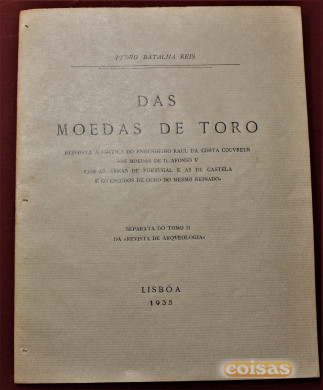 PEDRO BATALHA REIS
DAS
MOEDAS DE TORO
RESPOSTA À CRÍTICA DO ENGENHEIRO RAUL DA COSTA COUVREUR
«AS MOEDAS DE D. AFONSO V
COM AS ARMAS DE PORTUGAL E AS DE CASTELA
E OS ESCUDOS DE OURO DO MESMO REINADO»
SEPARATA DO TOMO II
DA «REVISTA DE ARQUEOLOGIA»
LISBOA
1935
coisas